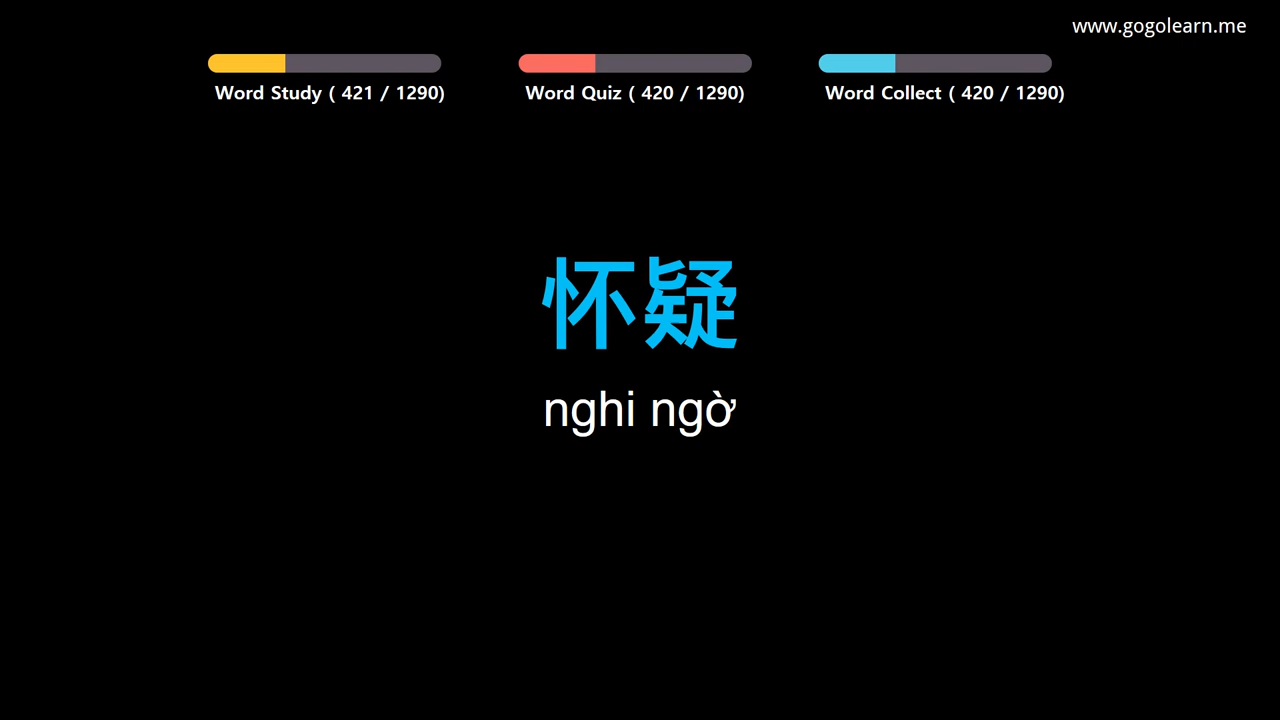 www.gogolearn.me
Word Study ( 421 / 1290)
Word Quiz ( 420 / 1290)
Word Collect ( 420 / 1290)
怀疑
nghi ngờ